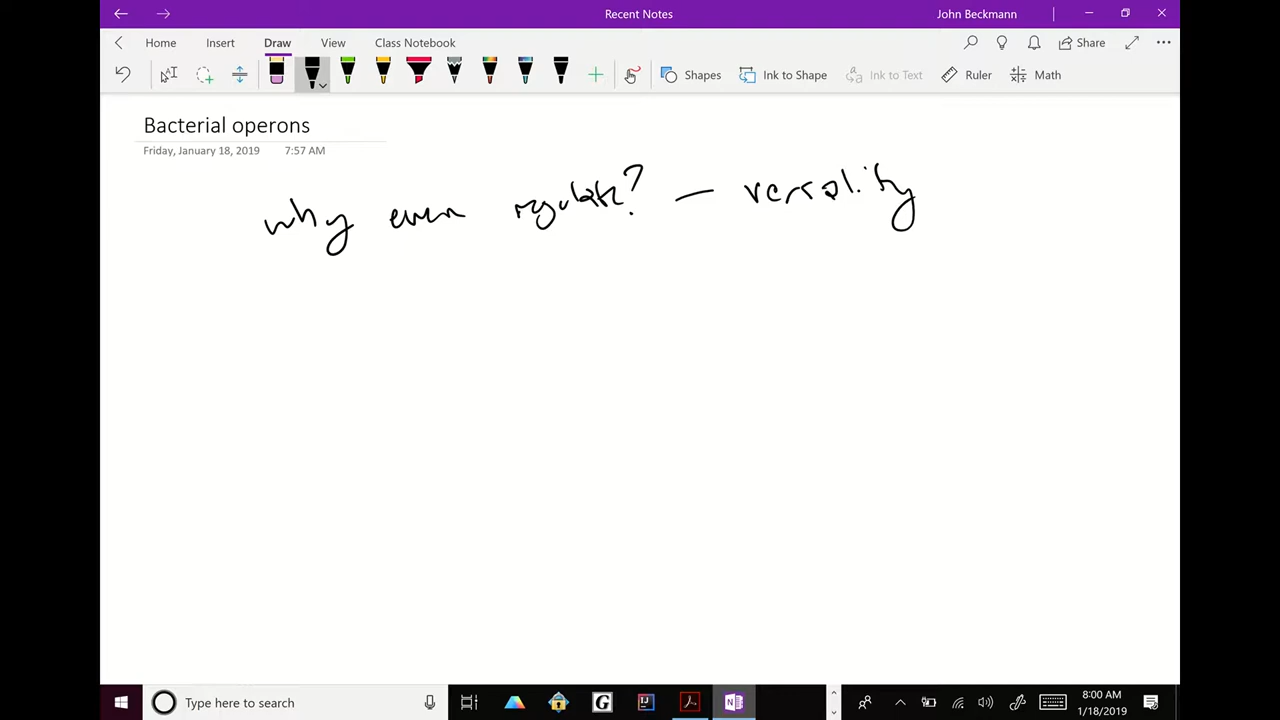 Recent Notes
John Beckmann
Home Insert Draw View Class Notebook
Share
Shapes Ink to Shape Ink to Text Ruler Math
Bacterial operons
Friday, January 18, 2019 7:57 AM
why even regulate? — versality
Type here to search
8:00 AM
1/18/2019